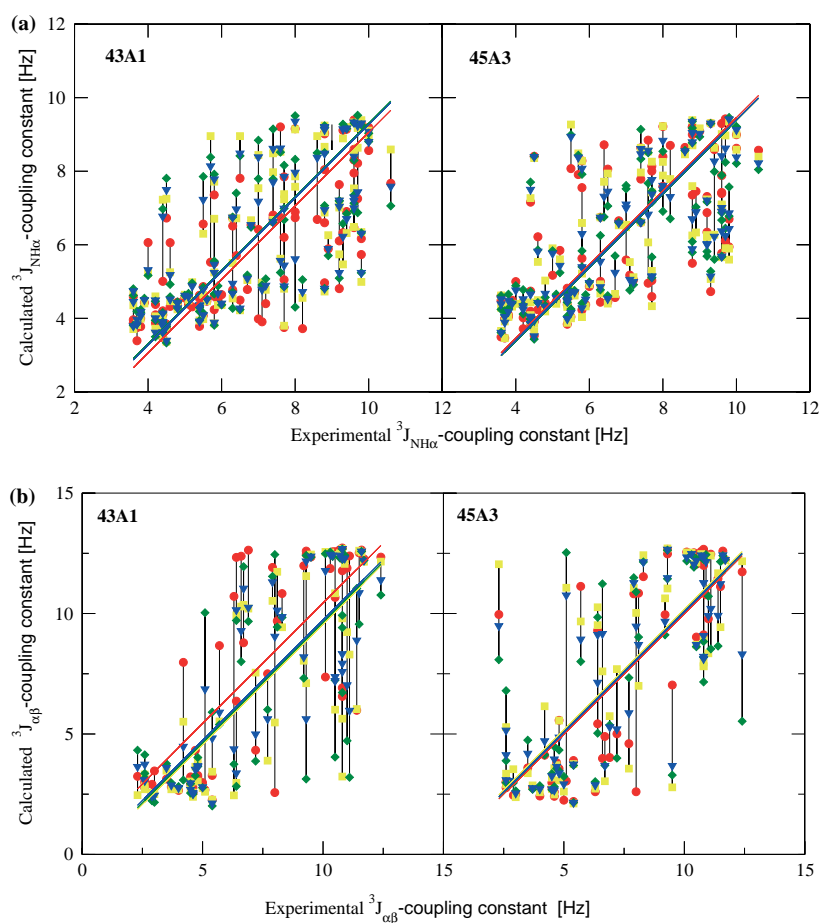 (a)
43A1
45A3
Calculated ³J_NHα-coupling constant [Hz]
12
10
8
6
4
2
4
6
8
10
12
4
6
8
10
12
Experimental ³J_NHα-coupling constant [Hz]
(b)
43A1
45A3
Calculated ³J_αβ-coupling constant [Hz]
15
10
5
0
0
5
10
15
5
10
15
Experimental ³J_αβ-coupling constant [Hz]